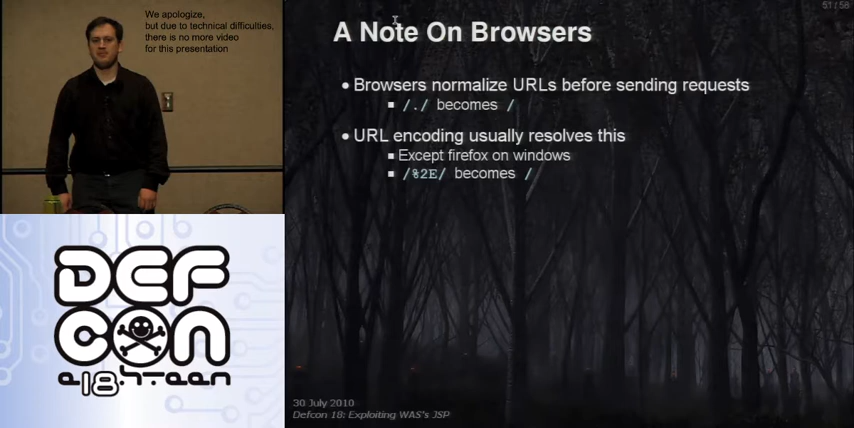 We apologize,
but due to technical difficulties,
there is no more video
for this presentation
51 / 58
A Note On Browsers
• Browsers normalize URLs before sending requests
▪ /./ becomes /
• URL encoding usually resolves this
▪ Except firefox on windows
▪ /%2E/ becomes /
DEF
CON
e18hteen
30 July 2010
Defcon 18: Exploiting WAS's JSP